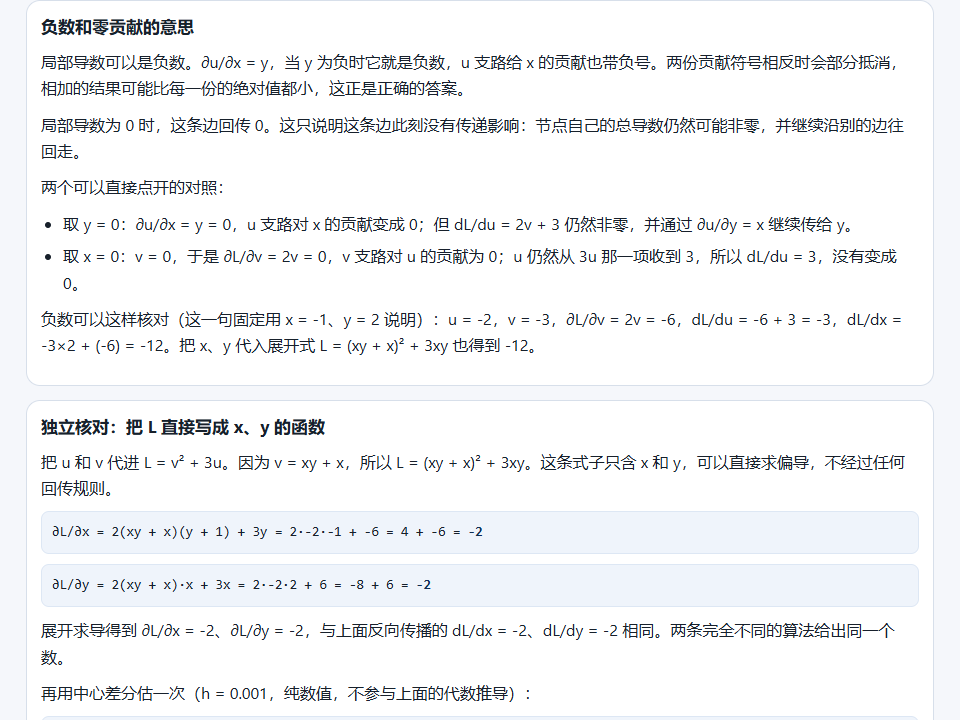 负数和零贡献的意思
局部导数可以是负数。∂u/∂x = y，当 y 为负时它就是负数，u 支路给 x 的贡献也带负号。两份贡献符号相反时会部分抵消，
相加的结果可能比每一份的绝对值都小，这正是正确的答案。
局部导数为 0 时，这条边回传 0。这只说明这条边此刻没有传递影响：节点自己的总导数仍然可能非零，并继续沿别的边往
回走。
两个可以直接点开的对照：
• 取 y = 0：∂u/∂x = y = 0，u 支路对 x 的贡献变成 0；但 dL/du = 2v + 3 仍然非零，并通过 ∂u/∂y = x 继续传给 y。
• 取 x = 0：v = 0，于是 ∂L/∂v = 2v = 0，v 支路对 u 的贡献为 0；u 仍然从 3u 那一项收到 3，所以 dL/du = 3，没有变成
0。
负数可以这样核对（这一句固定用 x = -1、y = 2 说明）：u = -2，v = -3，∂L/∂v = 2v = -6，dL/du = -6 + 3 = -3，dL/dx =
-3×2 + (-6) = -12。把 x、y 代入展开式 L = (xy + x)² + 3xy 也得到 -12。
独立核对：把 L 直接写成 x、y 的函数
把 u 和 v 代进 L = v² + 3u。因为 v = xy + x，所以 L = (xy + x)² + 3xy。这条式子只含 x 和 y，可以直接求偏导，不经过任何
回传规则。
∂L/∂x = 2(xy + x)(y + 1) + 3y = 2·-2·-1 + -6 = 4 + -6 = -2
∂L/∂y = 2(xy + x)·x + 3x = 2·-2·2 + 6 = -8 + 6 = -2
展开求导得到 ∂L/∂x = -2、∂L/∂y = -2，与上面反向传播的 dL/dx = -2、dL/dy = -2 相同。两条完全不同的算法给出同一个
数。
再用中心差分估一次（h = 0.001，纯数值，不参与上面的代数推导）：